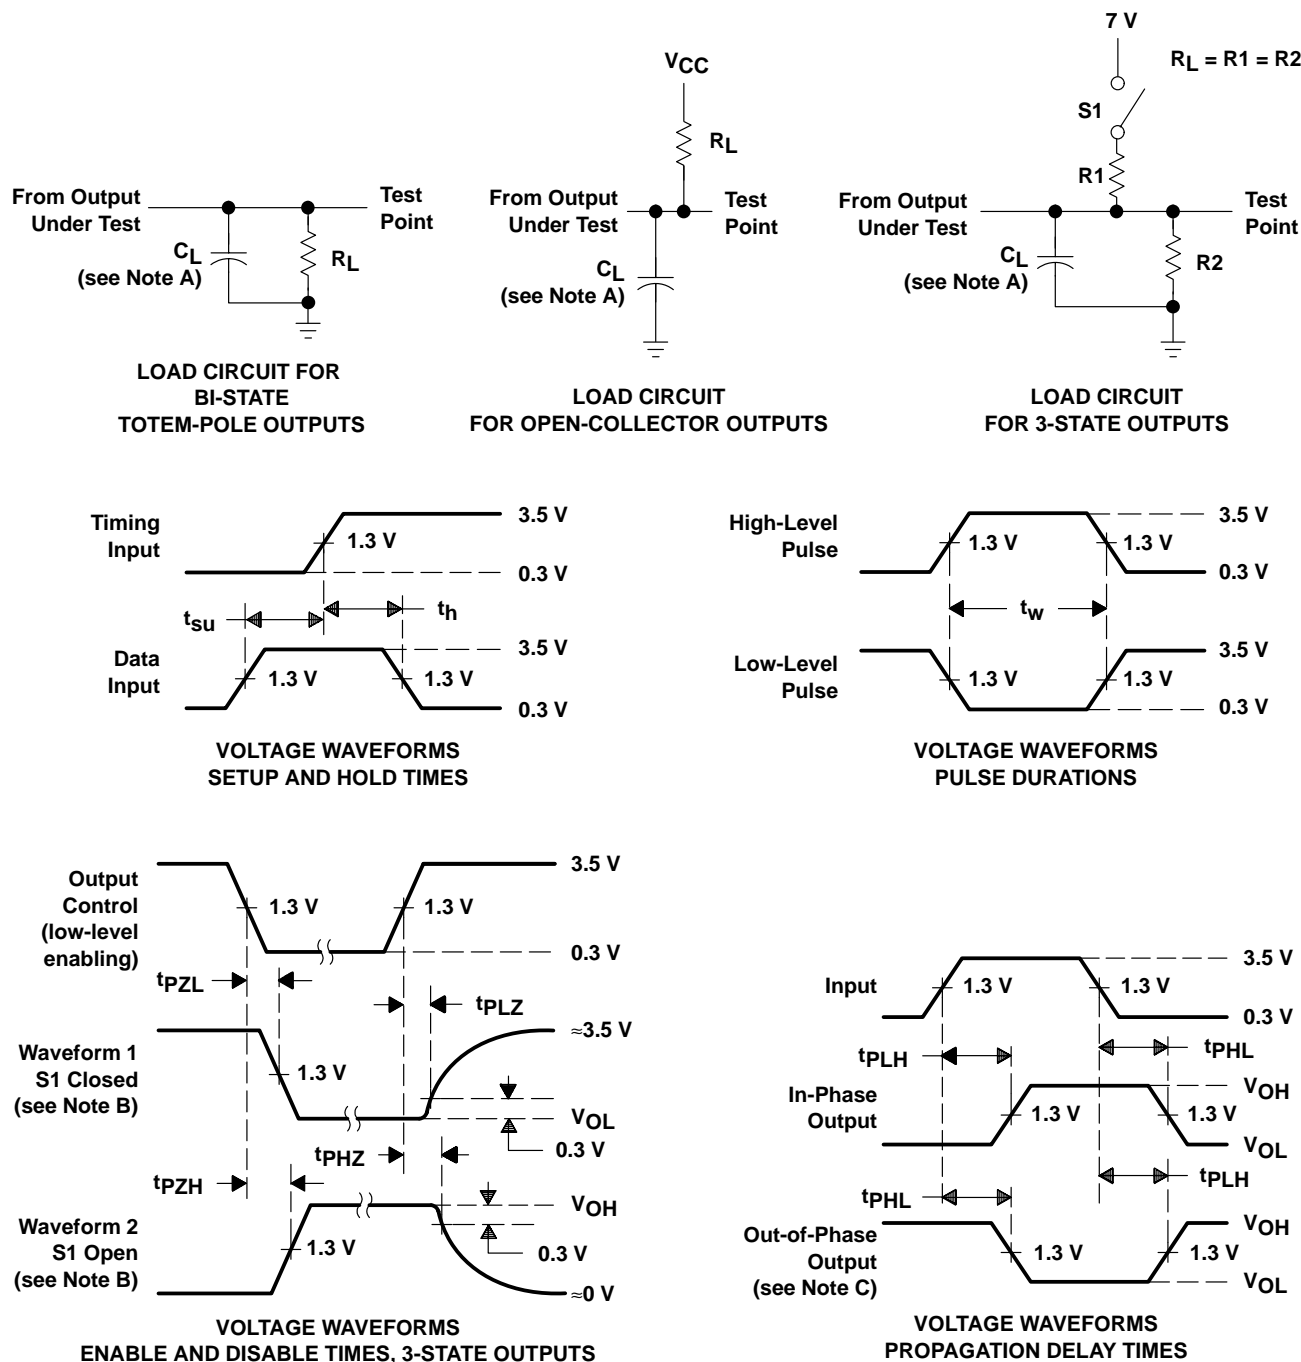 7 V
RL = R1 = R2
S1
R1
From Output
Under Test
Test
Point
CL
(see Note A)
R2
LOAD CIRCUIT
FOR 3-STATE OUTPUTS
VCC
RL
From Output
Under Test
Test
Point
CL
(see Note A)
LOAD CIRCUIT
FOR OPEN-COLLECTOR OUTPUTS
From Output
Under Test
Test
Point
CL
(see Note A)
RL
LOAD CIRCUIT FOR
BI-STATE
TOTEM-POLE OUTPUTS
Timing
Input
3.5 V
1.3 V
0.3 V
tsu
th
Data
Input
3.5 V
1.3 V
1.3 V
0.3 V
VOLTAGE WAVEFORMS
SETUP AND HOLD TIMES
High-Level
Pulse
3.5 V
1.3 V
1.3 V
0.3 V
tw
Low-Level
Pulse
3.5 V
1.3 V
1.3 V
0.3 V
VOLTAGE WAVEFORMS
PULSE DURATIONS
Output
Control
(low-level
enabling)
3.5 V
1.3 V
1.3 V
0.3 V
tPZL
tPLZ
Waveform 1
S1 Closed
(see Note B)
≈3.5 V
1.3 V
VOL
0.3 V
tPHZ
tPZH
Waveform 2
S1 Open
(see Note B)
VOH
1.3 V
0.3 V
≈0 V
VOLTAGE WAVEFORMS
ENABLE AND DISABLE TIMES, 3-STATE OUTPUTS
Input
3.5 V
1.3 V
1.3 V
0.3 V
tPLH
tPHL
In-Phase
Output
VOH
1.3 V
1.3 V
VOL
tPHL
tPLH
Out-of-Phase
Output
(see Note C)
VOH
1.3 V
1.3 V
VOL
VOLTAGE WAVEFORMS
PROPAGATION DELAY TIMES